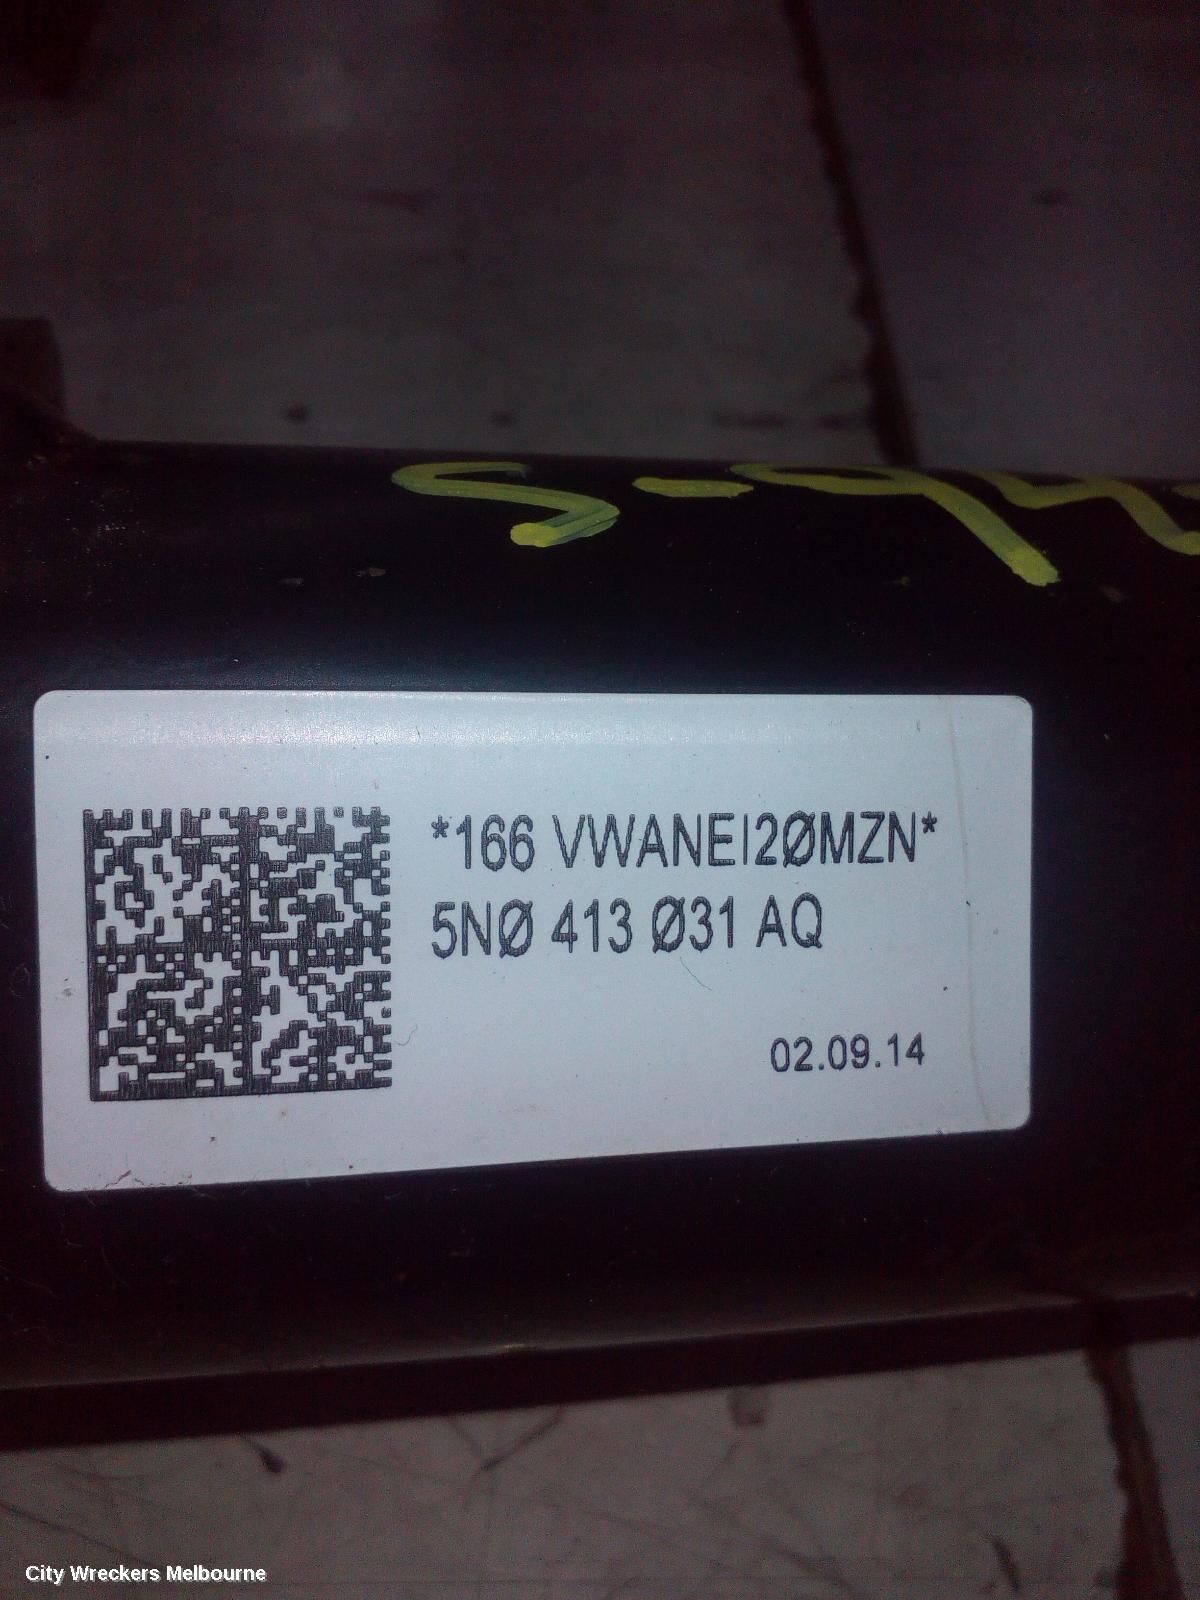 *166 VWANEI2ØMZN*
5NØ 413 Ø31 AQ
02.09.14
City Wreckers Melbourne